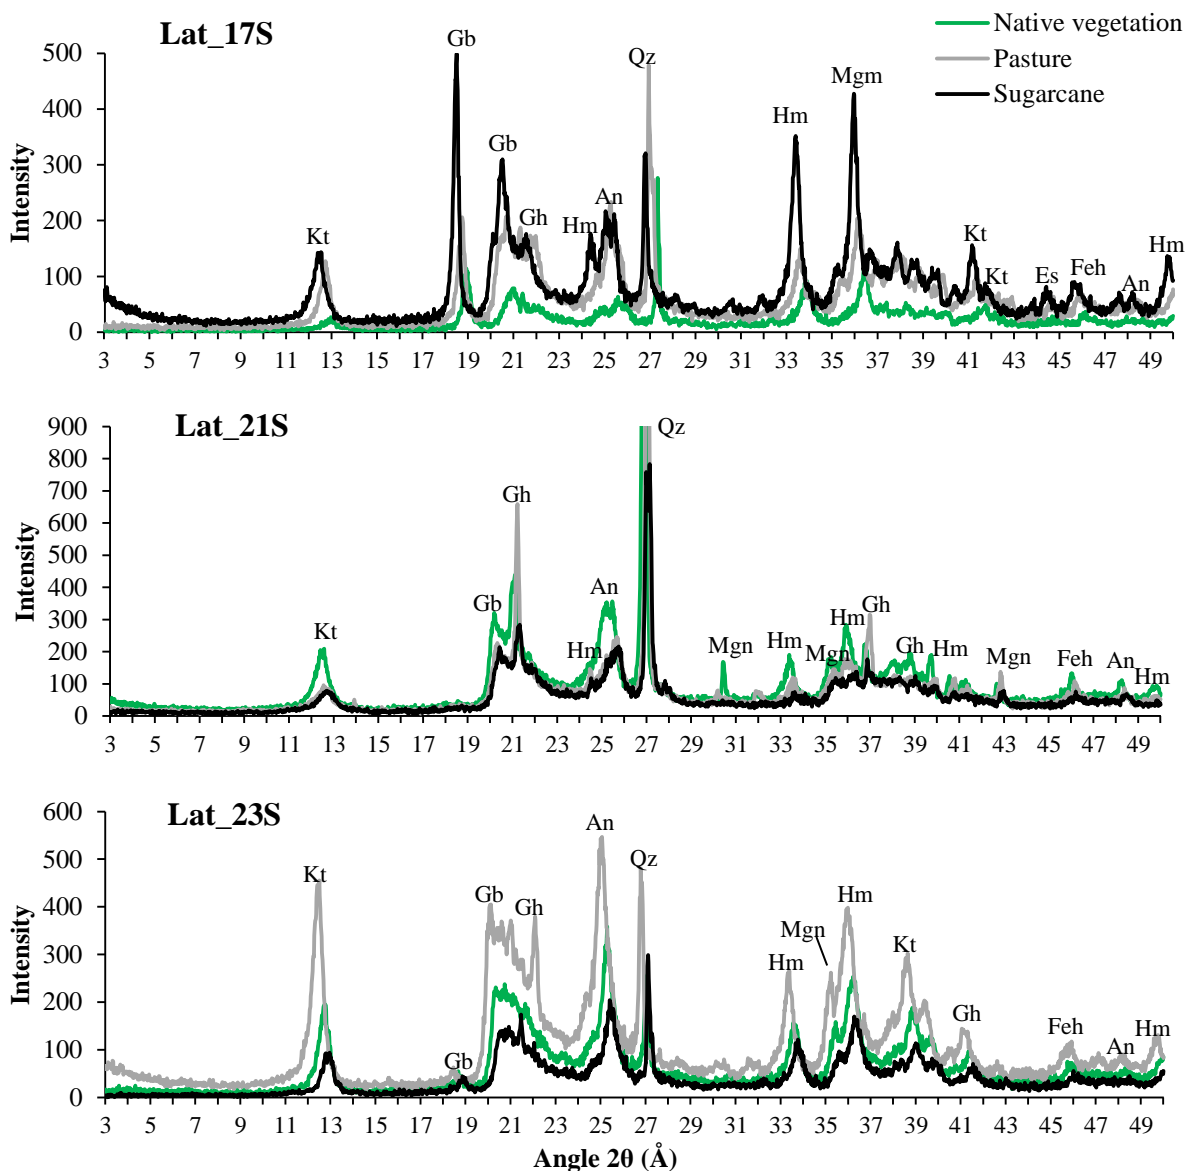 Lat_17S
Native vegetation
Pasture
Sugarcane
Intensity
500
400
300
200
100
0
Kt
Gb
Gb
Gh
Hm
An
Qz
Hm
Mgm
Kt
Kt
Es
Feh
An
Hm
3 5 7 9 11 13 15 17 19 21 23 25 27 29 31 33 35 37 39 41 43 45 47 49
Lat_21S
Intensity
900
800
700
600
500
400
300
200
100
0
Kt
Gb
Gh
Hm
An
Qz
Mgn
Hm
Mgn
Hm
Gh
Gh
Hm
Mgn
Feh
An
Hm
3 5 7 9 11 13 15 17 19 21 23 25 27 29 31 33 35 37 39 41 43 45 47 49
Lat_23S
Intensity
600
500
400
300
200
100
0
Kt
Gb
Gb
Gh
An
Qz
Hm
Mgn
Hm
Kt
Gh
Feh
An
Hm
3 5 7 9 11 13 15 17 19 21 23 25 27 29 31 33 35 37 39 41 43 45 47 49
Angle 2θ (Å)